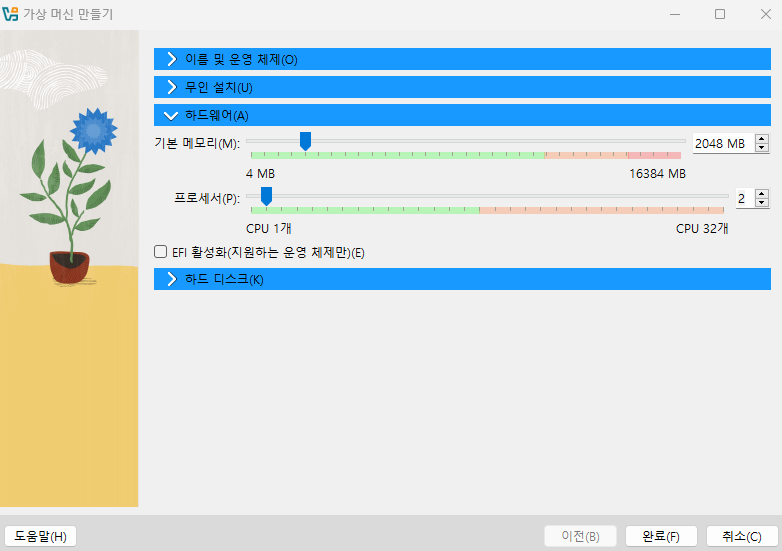 가상 머신 만들기
이름 및 운영 체제(O)
무인 설치(U)
하드웨어(A)
기본 메모리(M): 2048 MB
4 MB 16384 MB
프로세서(P): 2
CPU 1개 CPU 32개
EFI 활성화(지원하는 운영 체제만)(E)
하드 디스크(K)
도움말(H) 이전(B) 완료(F) 취소(C)